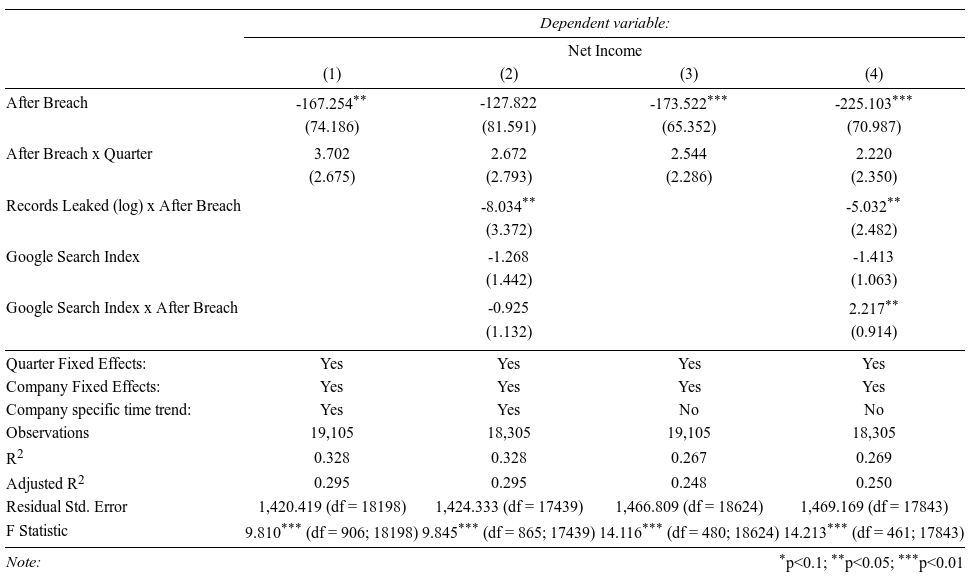 Dependent variable:
Net Income
(1) (2) (3) (4)
After Breach -167.254** -127.822 -173.522*** -225.103***
(74.186) (81.591) (65.352) (70.987)
After Breach x Quarter 3.702 2.672 2.544 2.220
(2.675) (2.793) (2.286) (2.350)
Records Leaked (log) x After Breach -8.034** -5.032**
(3.372) (2.482)
Google Search Index -1.268 -1.413
(1.442) (1.063)
Google Search Index x After Breach -0.925 2.217**
(1.132) (0.914)
Quarter Fixed Effects: Yes Yes Yes Yes
Company Fixed Effects: Yes Yes Yes Yes
Company specific time trend: Yes Yes No No
Observations 19,105 18,305 19,105 18,305
R2 0.328 0.328 0.267 0.269
Adjusted R2 0.295 0.295 0.248 0.250
Residual Std. Error 1,420.419 (df = 18198) 1,424.333 (df = 17439) 1,466.809 (df = 18624) 1,469.169 (df = 17843)
F Statistic 9.810*** (df = 906; 18198) 9.845*** (df = 865; 17439) 14.116*** (df = 480; 18624) 14.213*** (df = 461; 17843)
Note: *p<0.1; **p<0.05; ***p<0.01